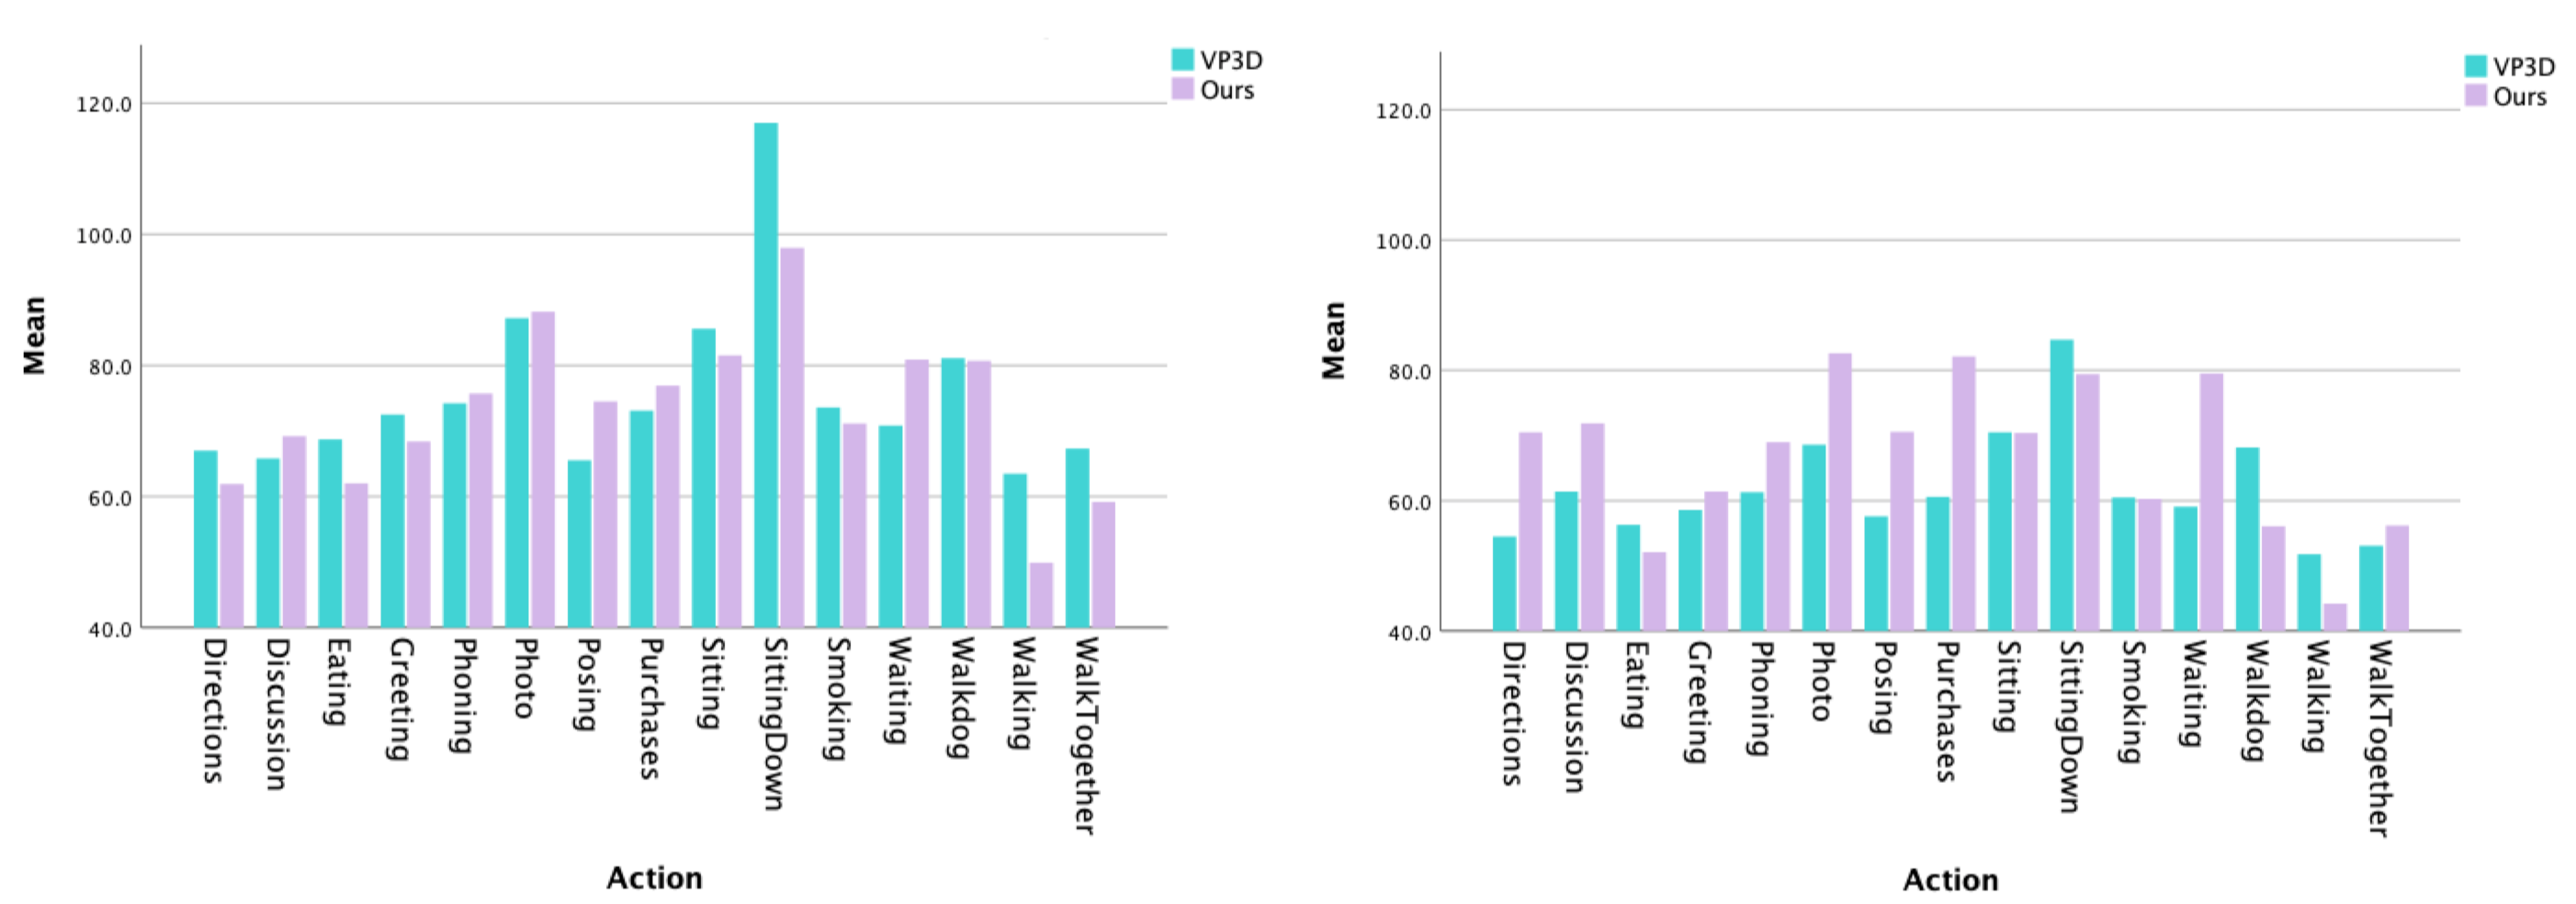 VP3D
Ours
120.0
100.0
80.0
60.0
40.0
Mean
Directions
Discussion
Eating
Greeting
Phoning
Photo
Posing
Purchases
Sitting
SittingDown
Smoking
Waiting
Walkdog
Walking
WalkTogether
Action
VP3D
Ours
120.0
100.0
80.0
60.0
40.0
Mean
Directions
Discussion
Eating
Greeting
Phoning
Photo
Posing
Purchases
Sitting
SittingDown
Smoking
Waiting
Walkdog
Walking
WalkTogether
Action